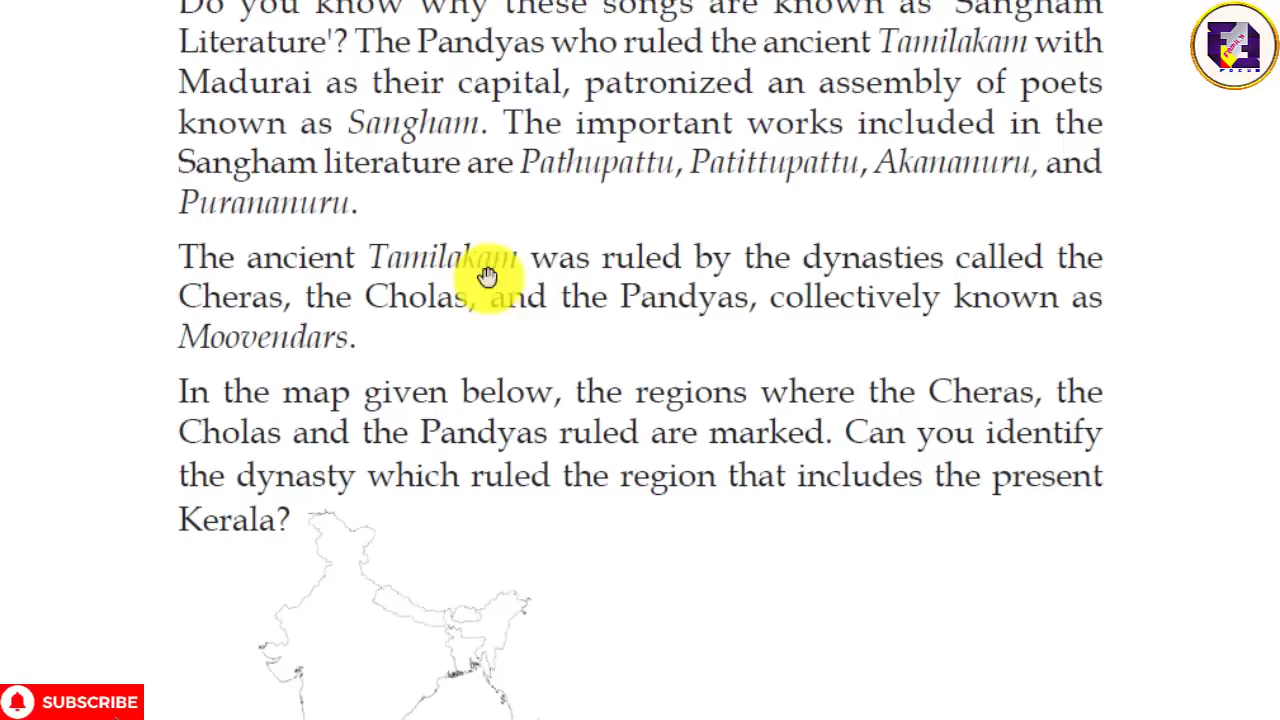 Do you know why these songs are known as 'Sangham
Literature'? The Pandyas who ruled the ancient Tamilakam with
Madurai as their capital, patronized an assembly of poets
known as Sangham. The important works included in the
Sangham literature are Pathupattu, Patittupattu, Akananuru, and
Purananuru.
The ancient Tamilakam was ruled by the dynasties called the
Cheras, the Cholas, and the Pandyas, collectively known as
Moovendars.
In the map given below, the regions where the Cheras, the
Cholas and the Pandyas ruled are marked. Can you identify
the dynasty which ruled the region that includes the present
Kerala?
SUBSCRIBE